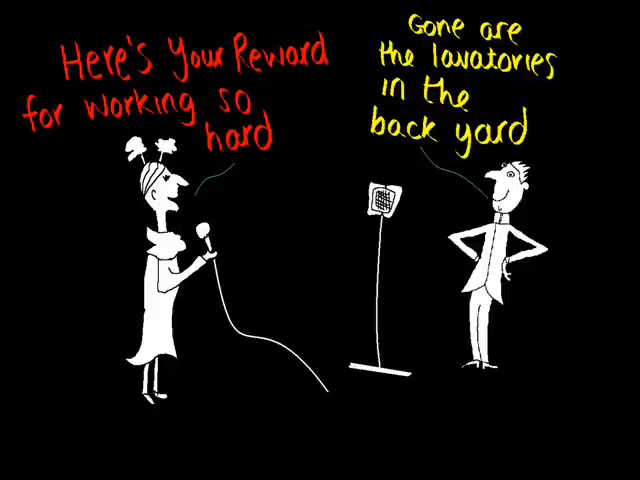 Here's Your Reward
for working so
hard
Gone are
the lavatories
in the
back yard